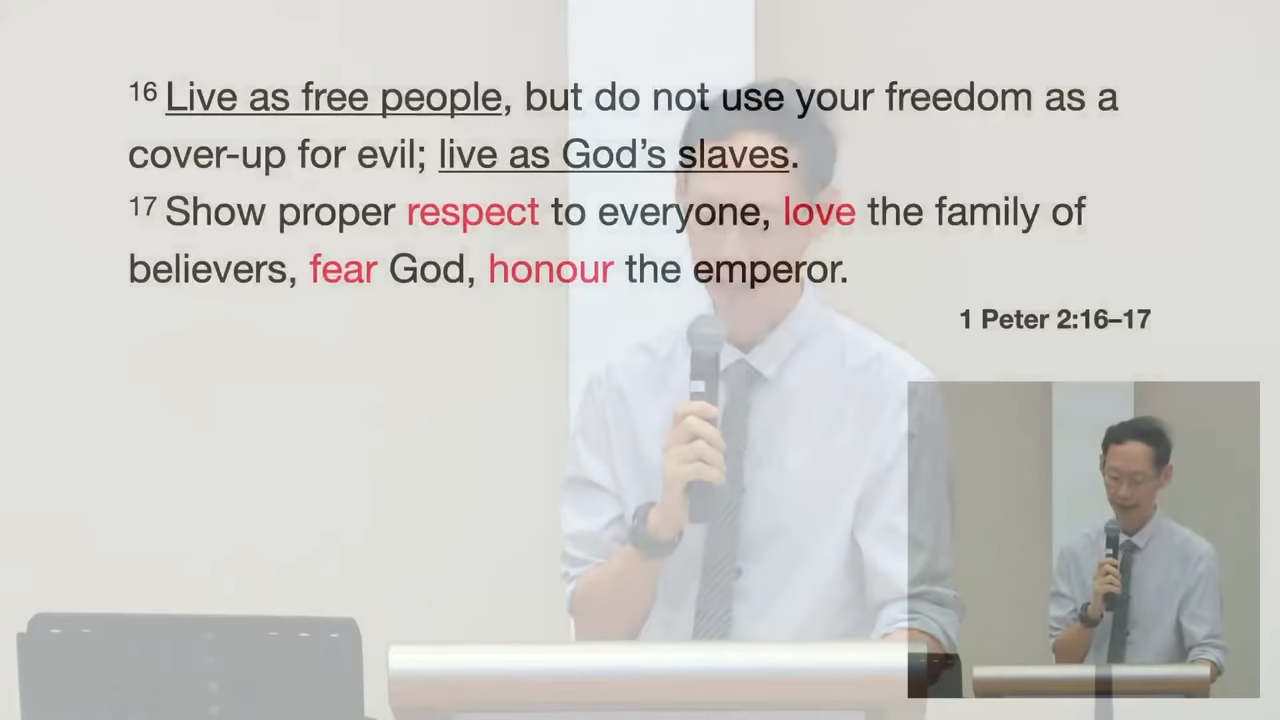 16 Live as free people, but do not use your freedom as a
cover-up for evil; live as God’s slaves.
17 Show proper respect to everyone, love the family of
believers, fear God, honour the emperor.
1 Peter 2:16–17